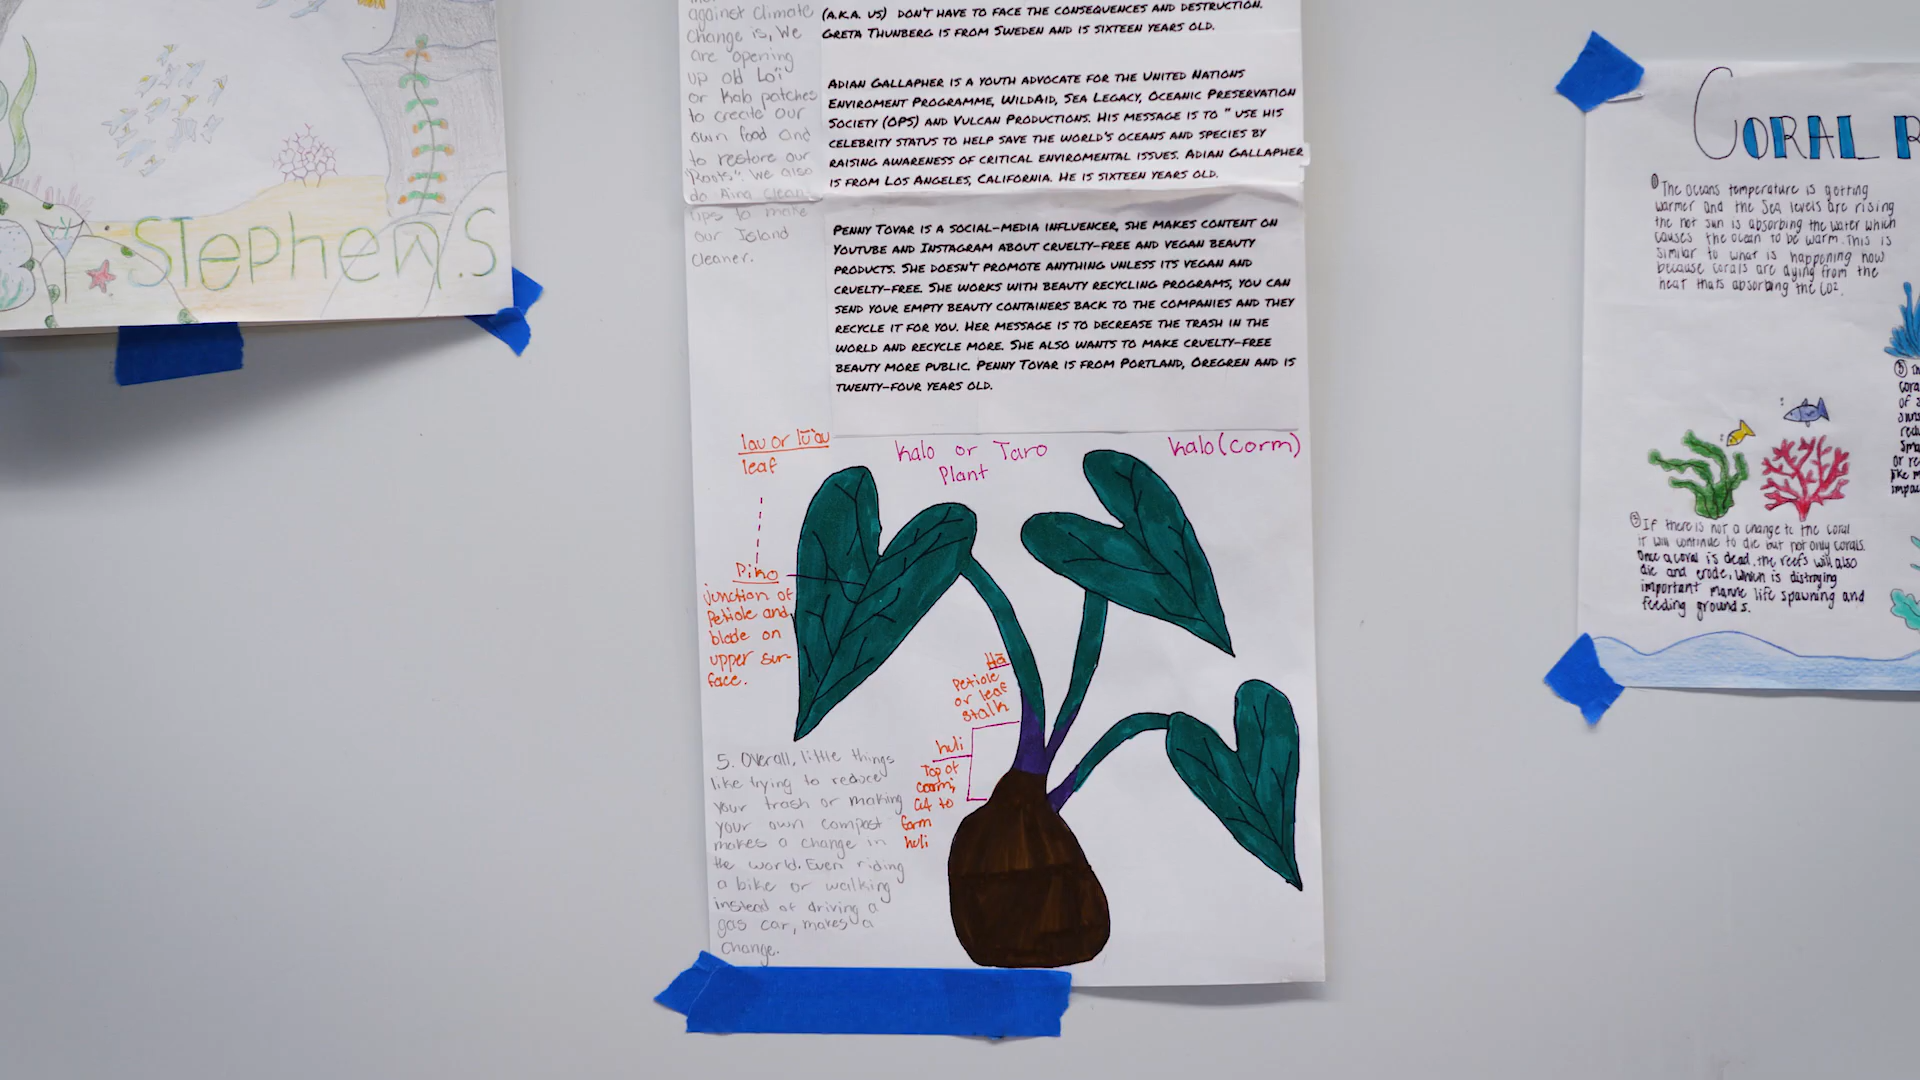 Stephen.S
against Climate
Change is, We
are opening
up old Lo'i
or Kalo patches
to create our
own food and
to restore our
"Roots". We also
do Aina Clean
Ups to make
our Island
Cleaner.
(A.K.A. US) DON'T HAVE TO FACE THE CONSEQUENCES AND DESTRUCTION.
GRETA THUNBERG IS FROM SWEDEN AND IS SIXTEEN YEARS OLD.
ADIAN GALLAPHER IS A YOUTH ADVOCATE FOR THE UNITED NATIONS
ENVIROMENT PROGRAMME, WILDAID, SEA LEGACY, OCEANIC PRESERVATION
SOCIETY (OPS) AND VULCAN PRODUCTIONS. HIS MESSAGE IS TO " USE HIS
CELEBRITY STATUS TO HELP SAVE THE WORLD'S OCEANS AND SPECIES BY
RAISING AWARENESS OF CRITICAL ENVIROMENTAL ISSUES. ADIAN GALLAPHER
IS FROM LOS ANGELES, CALIFORNIA. HE IS SIXTEEN YEARS OLD.
PENNY TOVAR IS A SOCIAL-MEDIA INFLUENCER, SHE MAKES CONTENT ON
YOUTUBE AND INSTAGRAM ABOUT CRUELTY-FREE AND VEGAN BEAUTY
PRODUCTS. SHE DOESN'T PROMOTE ANYTHING UNLESS ITS VEGAN AND
CRUELTY-FREE. SHE WORKS WITH BEAUTY RECYCLING PROGRAMS, YOU CAN
SEND YOUR EMPTY BEAUTY CONTAINERS BACK TO THE COMPANIES AND THEY
RECYCLE IT FOR YOU. HER MESSAGE IS TO DECREASE THE TRASH IN THE
WORLD AND RECYCLE MORE. SHE ALSO WANTS TO MAKE CRUELTY-FREE
BEAUTY MORE PUBLIC. PENNY TOVAR IS FROM PORTLAND, OREGREN AND IS
TWENTY-FOUR YEARS OLD.
lau or lū'au
leaf
Kalo or Taro
Plant
Kalo (corm)
Piko
junction of
Petiole and
blade on
upper sur-
face.
Hā
Petiole
or leaf
stalk
huli
Top of
corm;
cut to
form
huli
5. Overall, little things
like trying to reduce
your trash or making
your own compost
makes a change in
the world. Even riding
a bike or walking
instead of driving a
gas car, makes a
Change.
CORAL R
① The oceans temperature is getting
warmer and the Sea levels are rising
the hot sun is absorbing the water which
causes the ocean to be warm. This is
similar to what is happening now
because corals are dying from the
heat thats absorbing the CO².
③ If there is not a change to the coral
it will continue to die but not only corals.
Once a coral is dead, the reefs will also
die and erode, which is distroying
important marine life spawning and
feeding grounds.